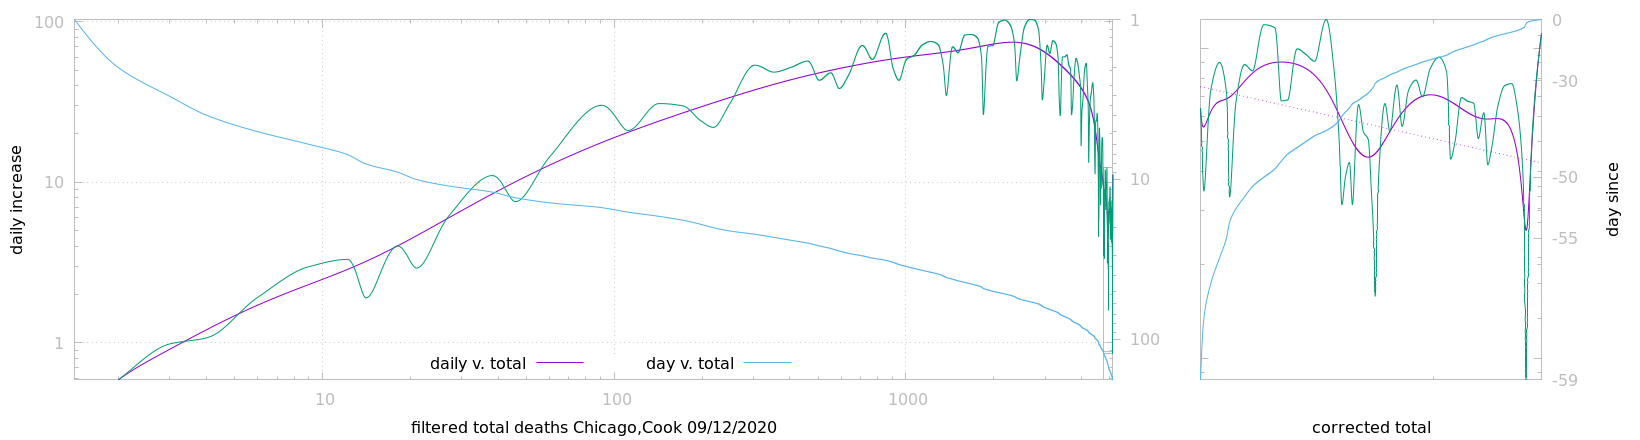 100
10
1
daily increase
10
100
1000
1
10
100
daily v. total
day v. total
filtered total deaths Chicago,Cook 09/12/2020
0
-30
-50
-55
-59
day since
corrected total